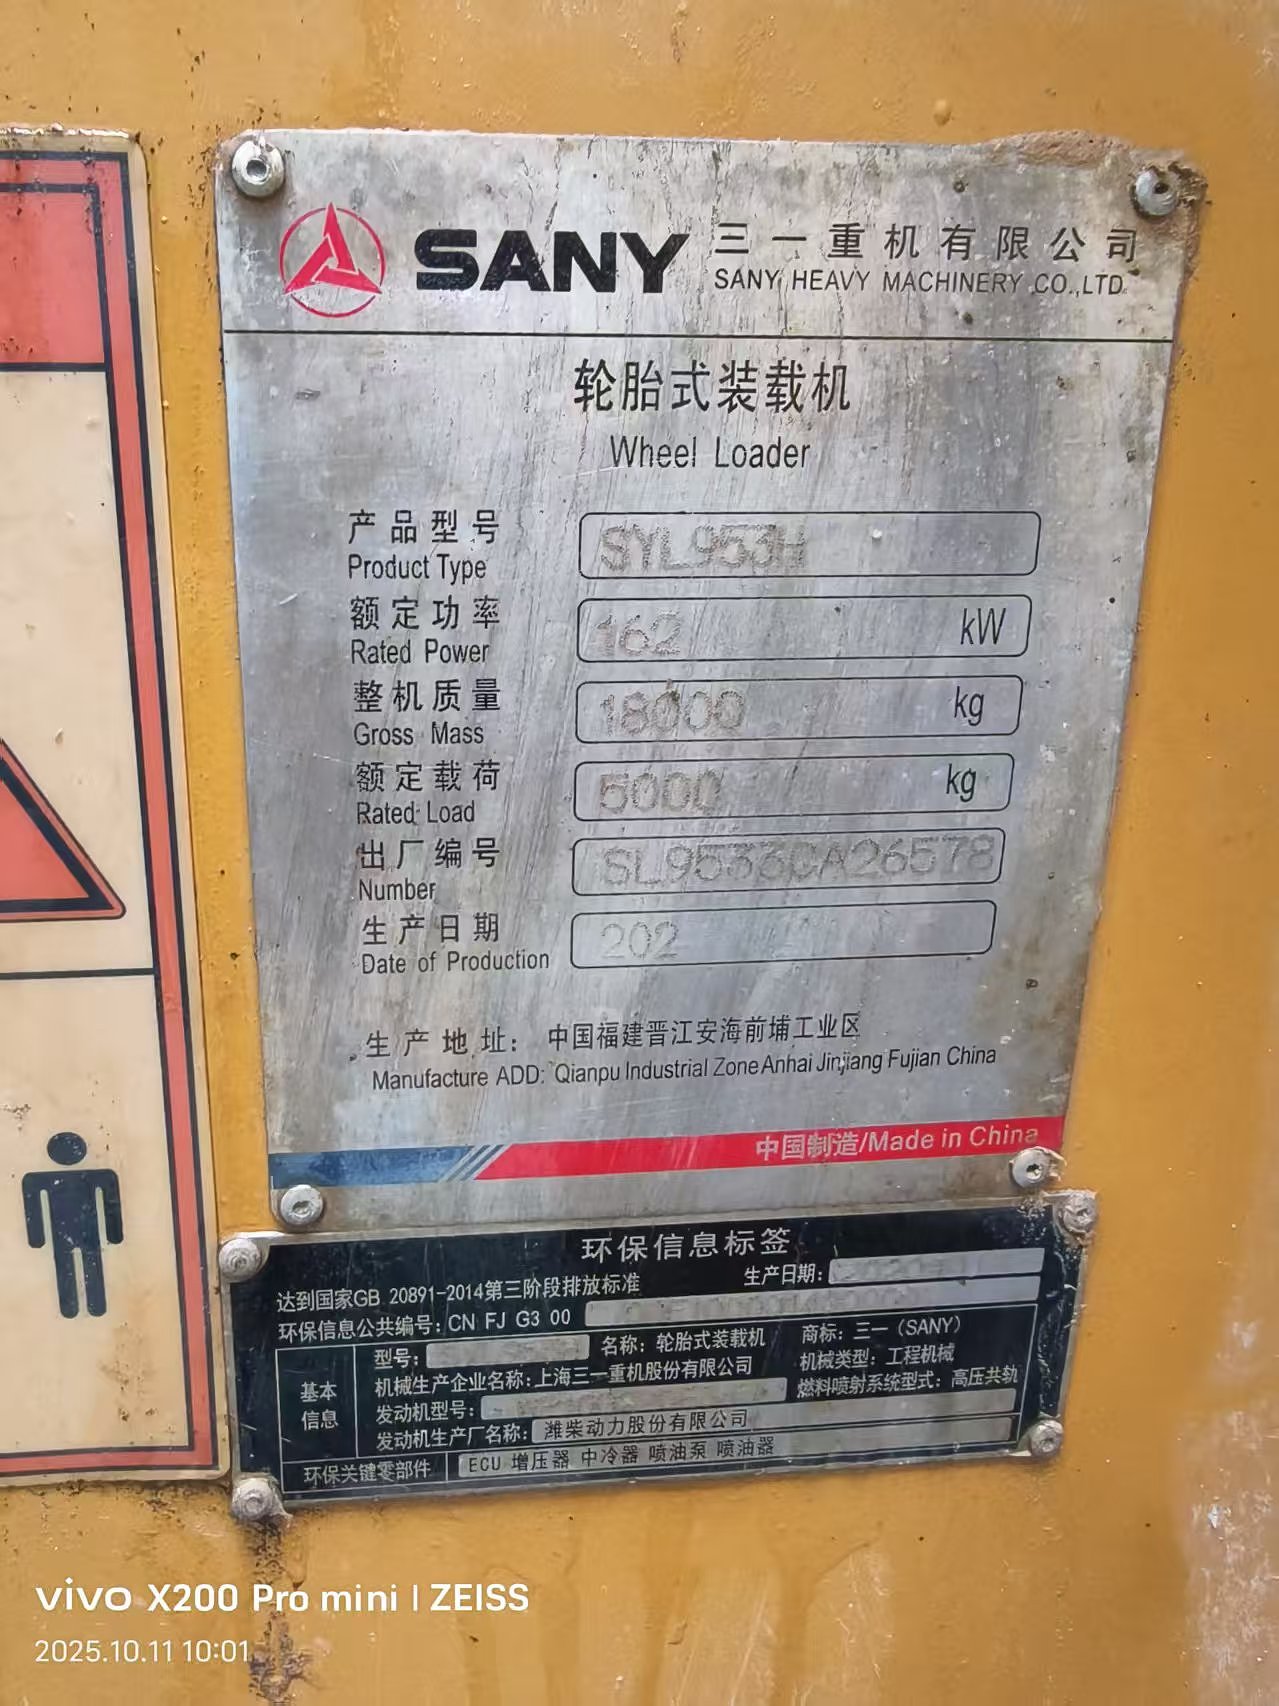 SANY 三一重机有限公司
SANY HEAVY MACHINERY CO.,LTD.
轮胎式装载机
Wheel Loader
产品型号 SYL953H
Product Type
额定功率 162 kW
Rated Power
整机质量 18000 kg
Gross Mass
额定载荷 5000 kg
Rated Load
出厂编号
Number
生产日期 202
Date of Production
生产地址：中国福建晋江安海前埔工业区
Manufacture ADD: Qianpu Industrial Zone Anhai Jinjiang Fujian China
中国制造/Made in China
环保信息标签
达到国家GB 20891-2014第三阶段排放标准 生产日期:
环保信息公共编号: CN FJ G3 00
基本信息
型号: 名称: 轮胎式装载机 商标: 三一（SANY）
机械生产企业名称: 上海三一重机股份有限公司 机械类型: 工程机械
发动机型号: 燃料喷射系统型式: 高压共轨
发动机生产厂名称: 潍柴动力股份有限公司
环保关键零部件 ECU 增压器 中冷器 喷油泵 喷油器
vivo X200 Pro mini | ZEISS
2025.10.11 10:01